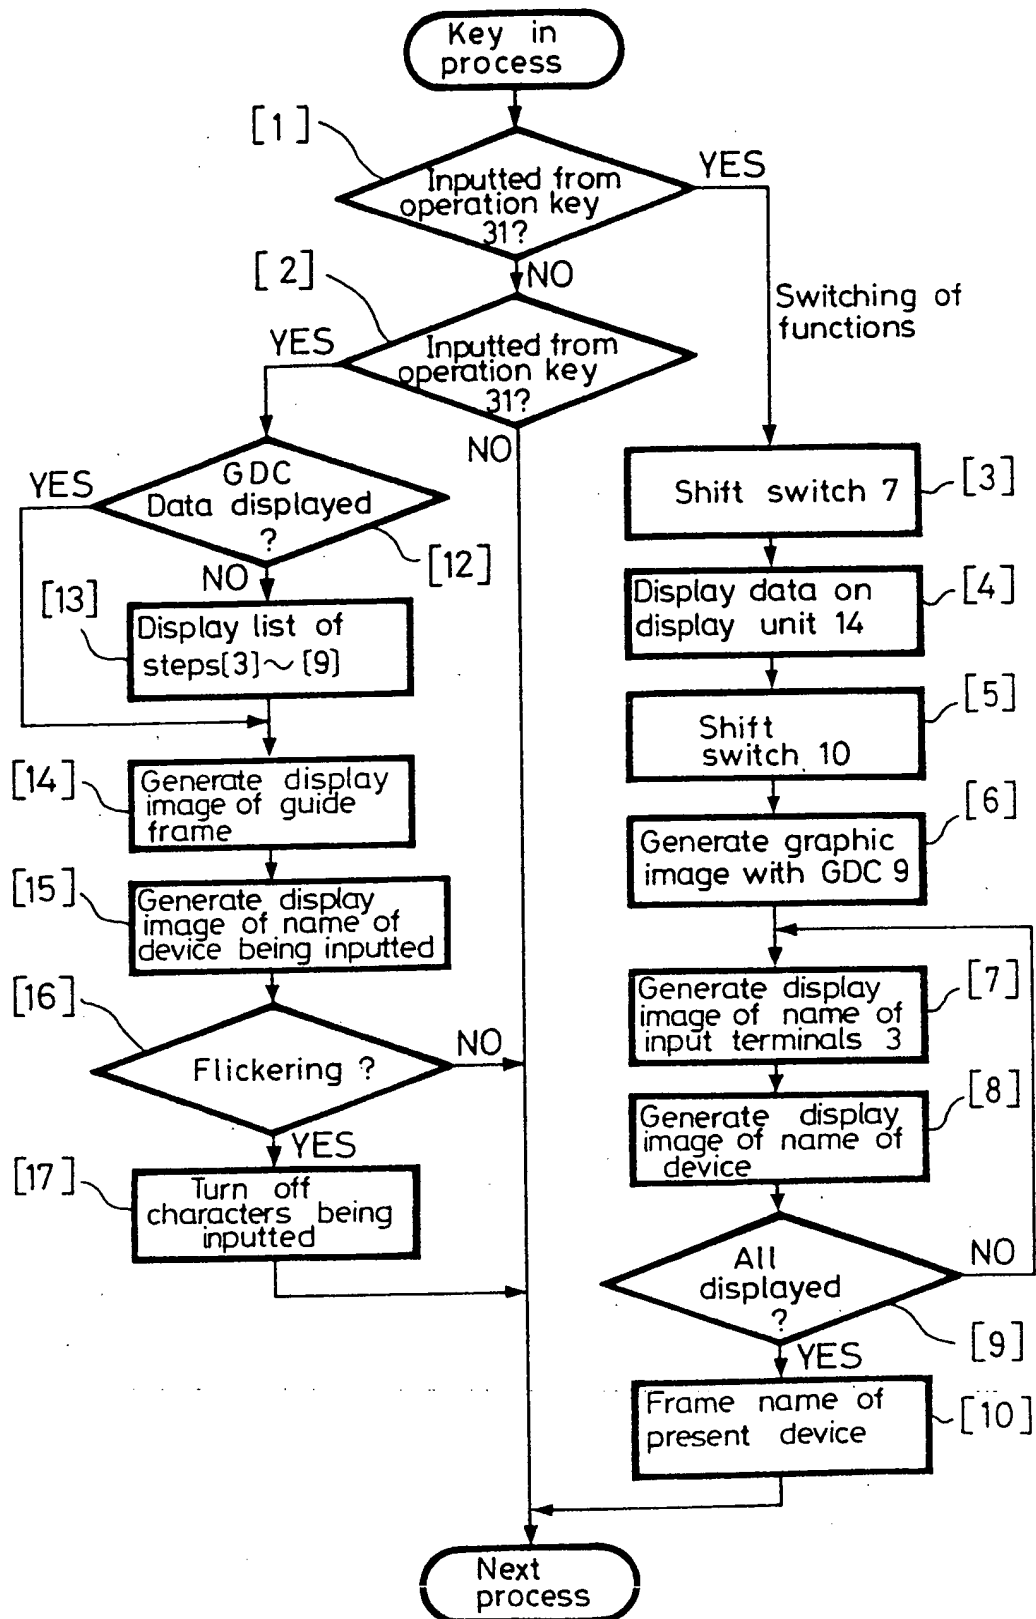 Key in
process
[1]
Inputted from
operation key
31?
YES
NO
Switching of
functions
[2]
Inputted from
operation key
31?
YES
NO
GDC
Data displayed
?
YES
NO
[12]
[13]
Display list of
steps[3]~ [9]
[14]
Generate display
image of guide
frame
[15]
Generate display
image of name of
device being inputted
[16]
Flickering ?
NO
YES
[17]
Turn off
characters being
inputted
Shift switch 7
[3]
Display data on
display unit 14
[4]
Shift
switch 10
[5]
Generate graphic
image with GDC 9
[6]
Generate display
image of name of
input terminals 3
[7]
Generate display
image of name of
device
[8]
All
displayed
?
NO
[9]
YES
Frame name of
present device
[10]
Next
process